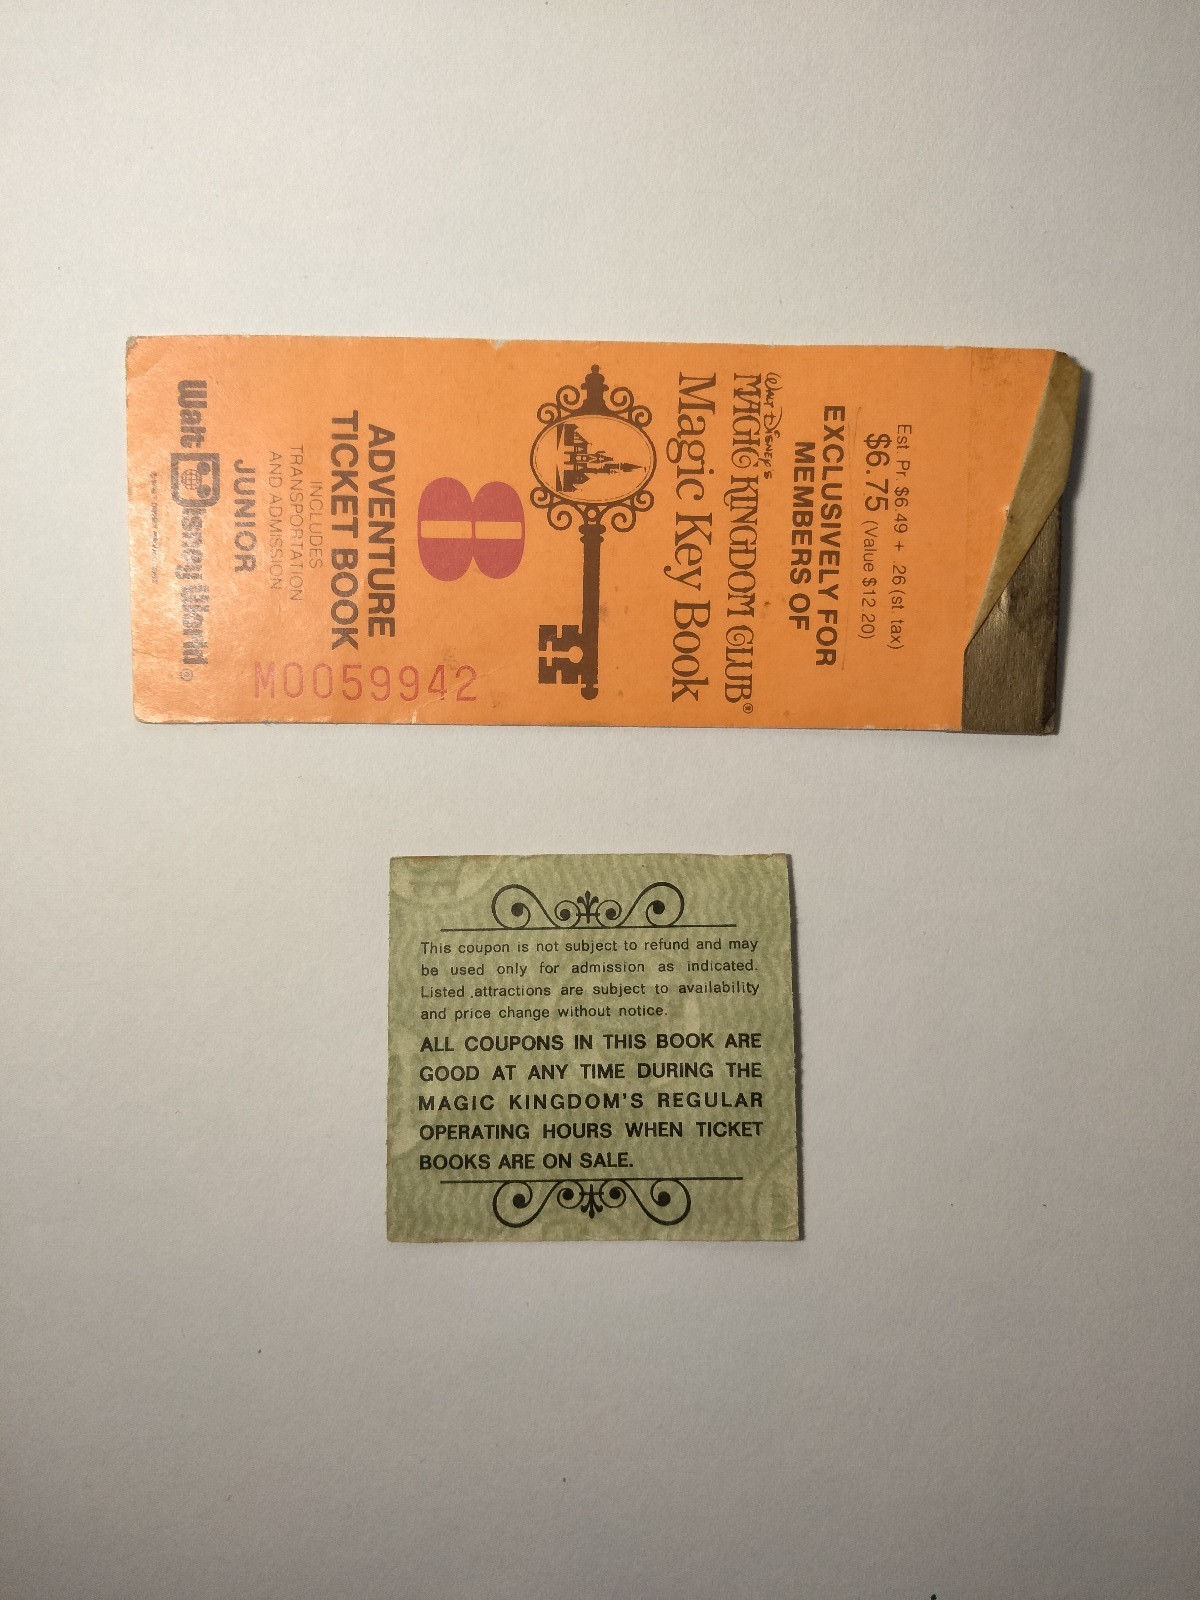 Est. Pr. $6.49 + .26 (st. tax)
$6.75 (Value $12.20)
EXCLUSIVELY FOR
MEMBERS OF
Walt Disney's
MAGIC KINGDOM CLUB®
Magic Key Book
8
ADVENTURE
TICKET BOOK
INCLUDES
TRANSPORTATION
AND ADMISSION
JUNIOR
Walt Disney World®
M0059942
This coupon is not subject to refund and may
be used only for admission as indicated.
Listed attractions are subject to availability
and price change without notice.
ALL COUPONS IN THIS BOOK ARE
GOOD AT ANY TIME DURING THE
MAGIC KINGDOM'S REGULAR
OPERATING HOURS WHEN TICKET
BOOKS ARE ON SALE.